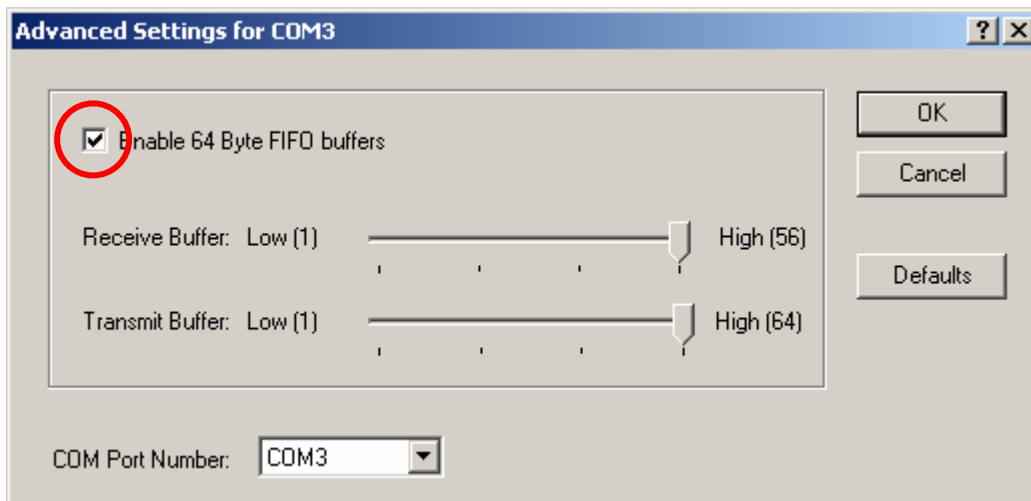 Advanced Settings for COM3
?
OK
Enable 64 Byte FIFO buffers
Cancel
Receive Buffer: Low (1) High (56)
Defaults
Transmit Buffer: Low (1) High (64)
COM Port Number: COM3